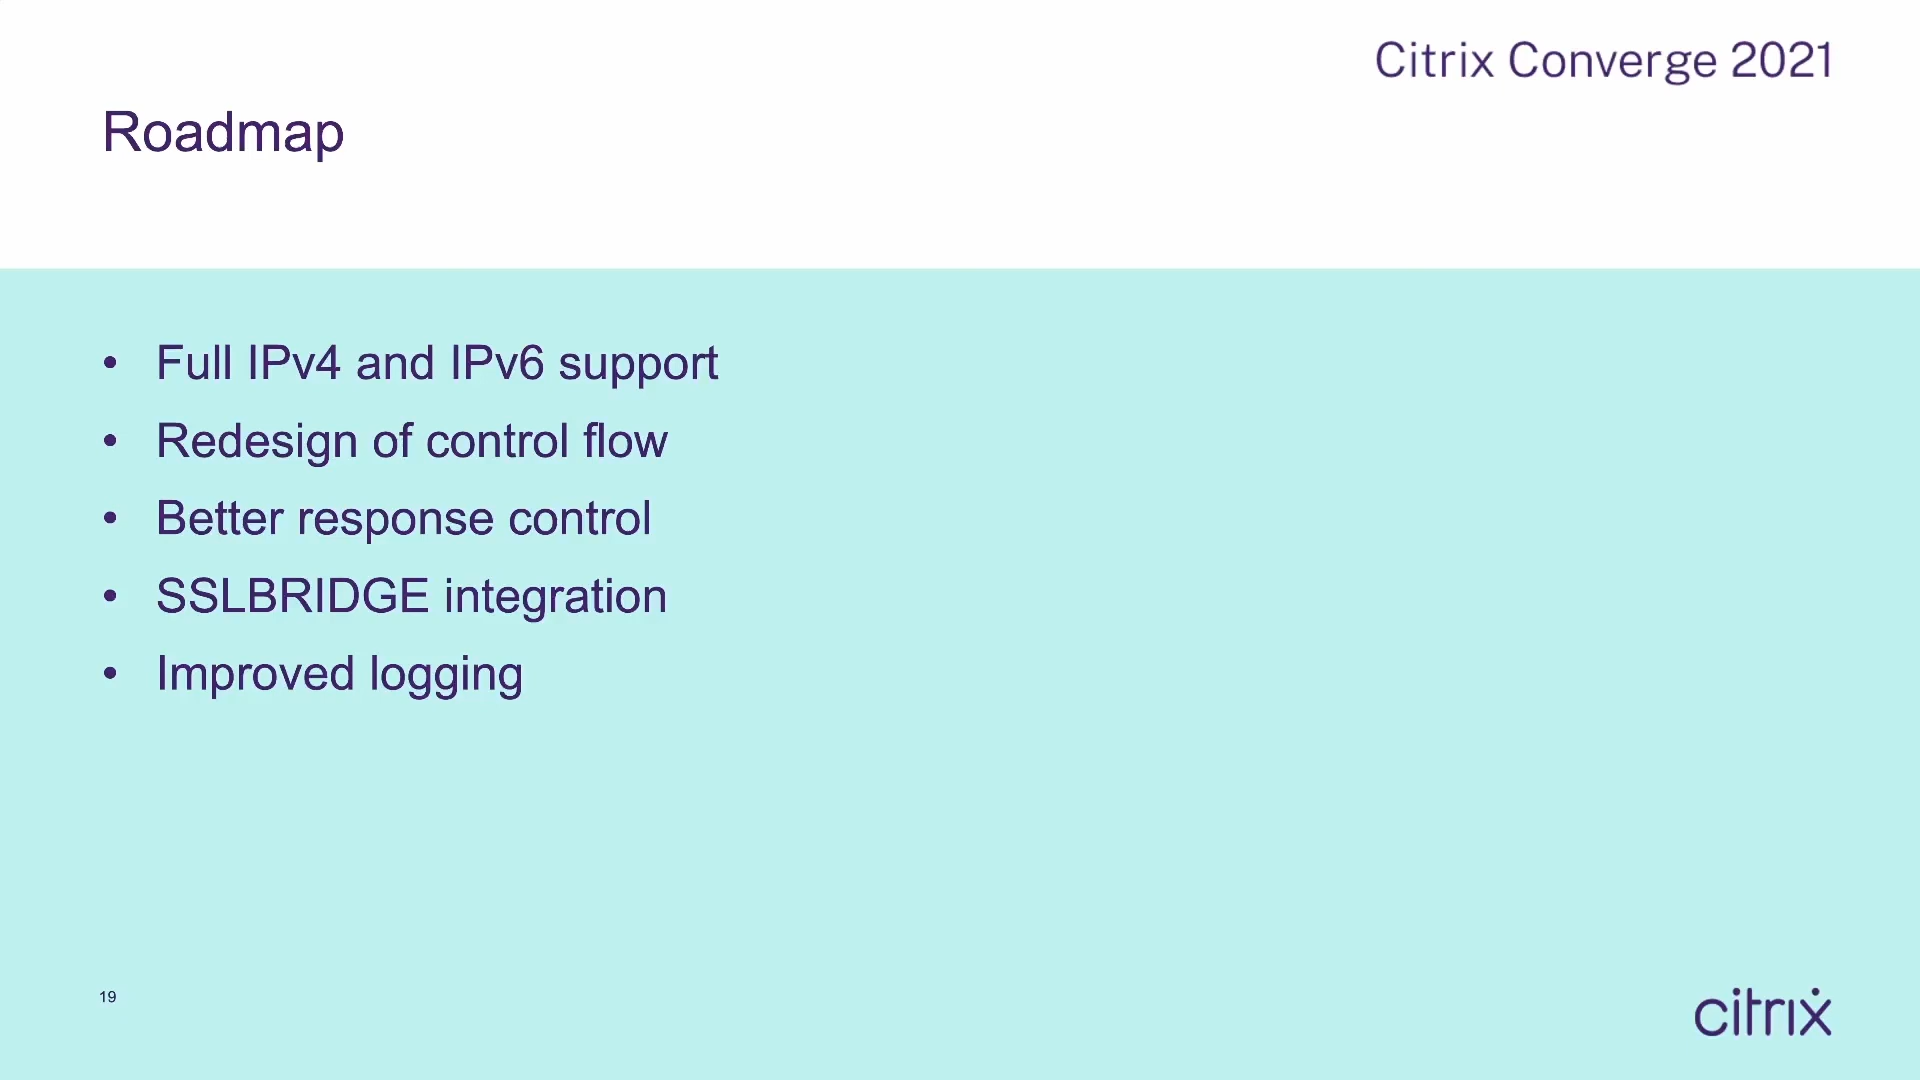 Citrix Converge 2021
Roadmap
• Full IPv4 and IPv6 support
• Redesign of control flow
• Better response control
• SSLBRIDGE integration
• Improved logging
19
citrix